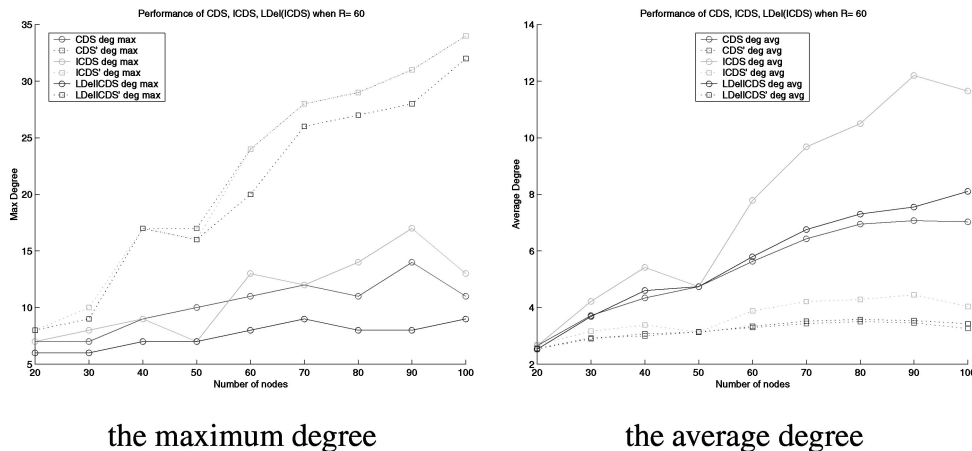 Performance of CDS, ICDS, LDel(ICDS) when R= 60
35
30
25
20
15
10
5
Max Degree
CDS deg max
CDS' deg max
ICDS deg max
ICDS' deg max
LDelICDS deg max
LDelICDS' deg max
20 30 40 50 60 70 80 90 100
Number of nodes
the maximum degree
Performance of CDS, ICDS, LDel(ICDS) when R= 60
14
12
10
8
6
4
2
Average Degree
CDS deg avg
CDS' deg avg
ICDS deg avg
ICDS' deg avg
LDelICDS deg avg
LDelICDS' deg avg
20 30 40 50 60 70 80 90 100
Number of nodes
the average degree